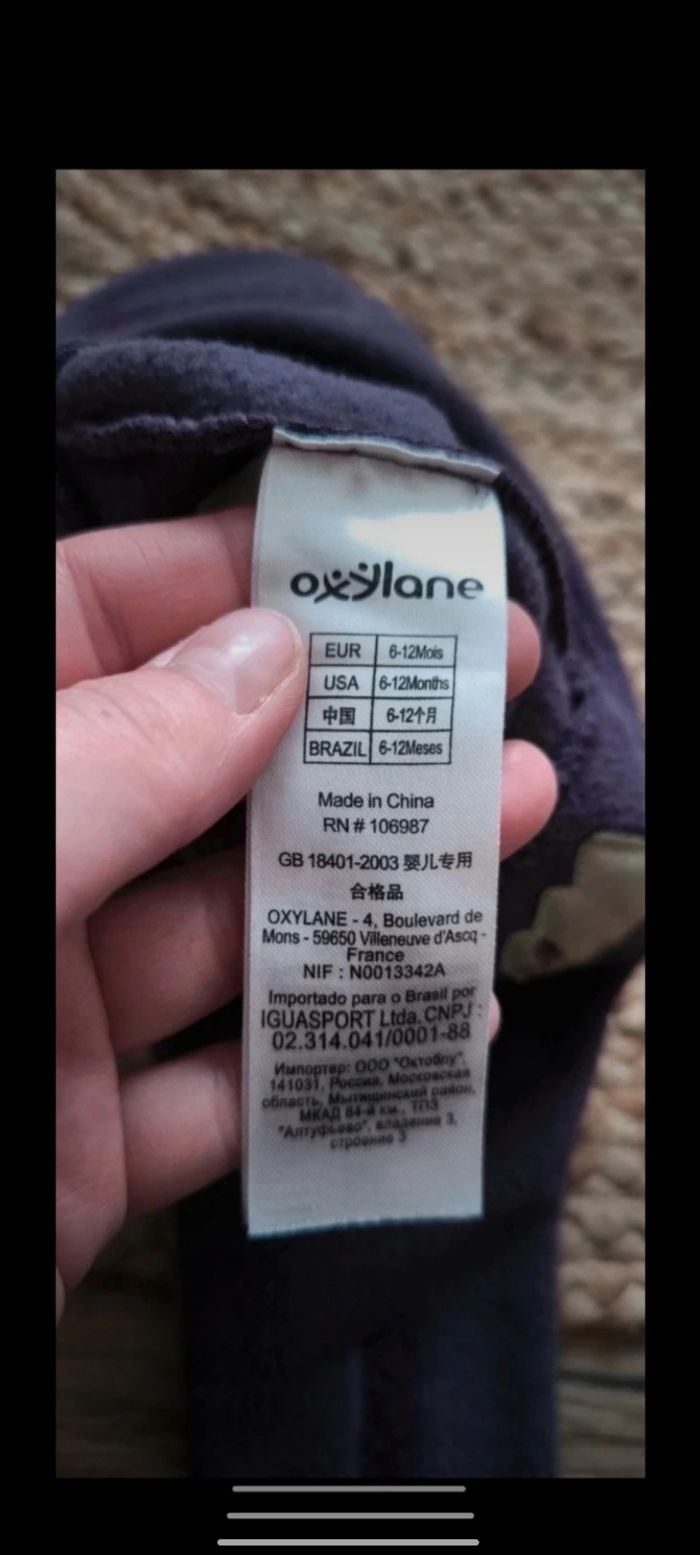 oxylane
EUR 6-12Mois
USA 6-12Months
中国 6-12个月
BRAZIL 6-12Meses
Made in China
RN # 106987
GB 18401-2003 婴儿专用
合格品
OXYLANE - 4, Boulevard de
Mons - 59650 Villeneuve d'Ascq -
France
NIF : N0013342A
Importado para o Brasil por
IGUASPORT Ltda. CNPJ :
02.314.041/0001-88
Импортер: ООО "Октоблу",
141031, Россия, Московская
область, Мытищинский район,
МКАД 84-й км., ТПЗ
"Алтуфьево", владение 3,
строение 3